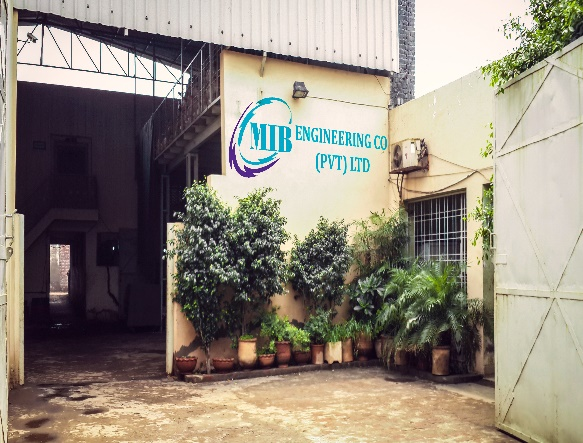 MIB ENGINEERING CO
(PVT) LTD